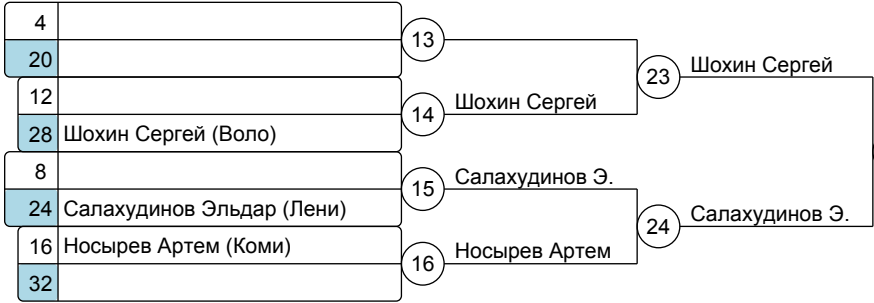 4
13
20
23 Шохин Сергей
12
14 Шохин Сергей
28 Шохин Сергей (Воло)
8
15 Салахудинов Э.
24 Салахудинов Эльдар (Лени)
24 Салахудинов Э.
16 Носырев Артем (Коми)
16 Носырев Артем
32